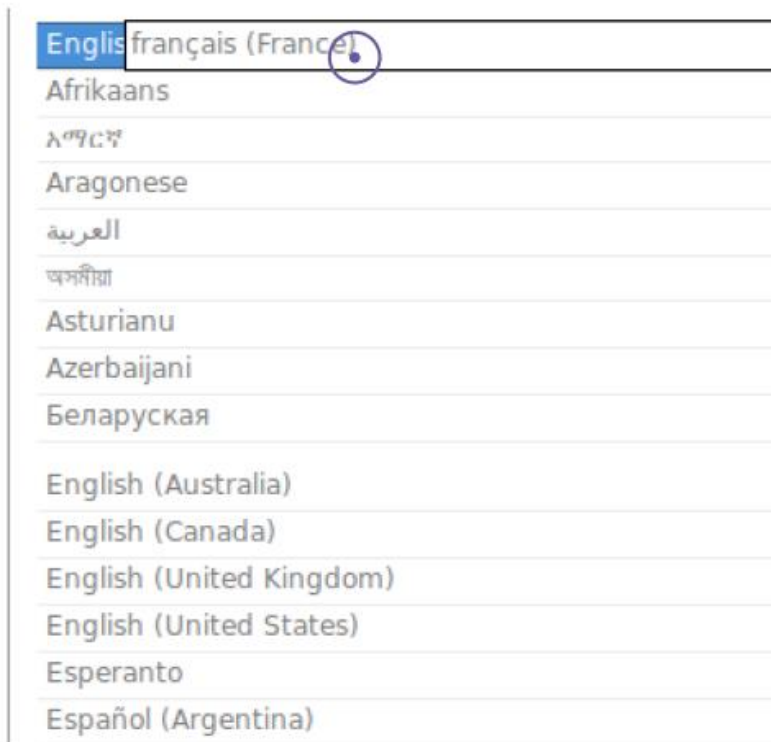 Englis français (France)
Afrikaans
አማርኛ
Aragonese
العربية
অসমীয়া
Asturianu
Azerbaijani
Беларуская
English (Australia)
English (Canada)
English (United Kingdom)
English (United States)
Esperanto
Español (Argentina)